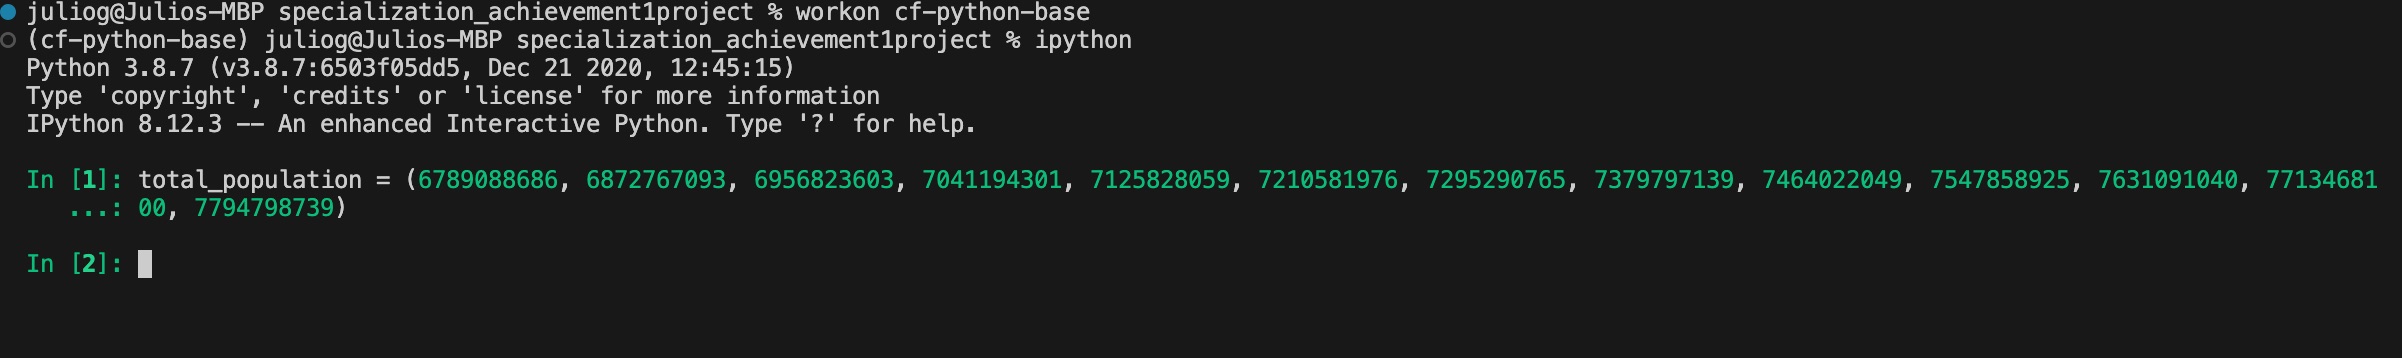 juliog@Julios-MBP specialization_achievement1project % workon cf-python-base
(cf-python-base) juliog@Julios-MBP specialization_achievement1project % ipython
Python 3.8.7 (v3.8.7:6503f05dd5, Dec 21 2020, 12:45:15)
Type 'copyright', 'credits' or 'license' for more information
IPython 8.12.3 -- An enhanced Interactive Python. Type '?' for help.
In [1]: total_population = (6789088686, 6872767093, 6956823603, 7041194301, 7125828059, 7210581976, 7295290765, 7379797139, 7464022049, 7547858925, 7631091040, 77134681
...: 00, 7794798739)
In [2]: